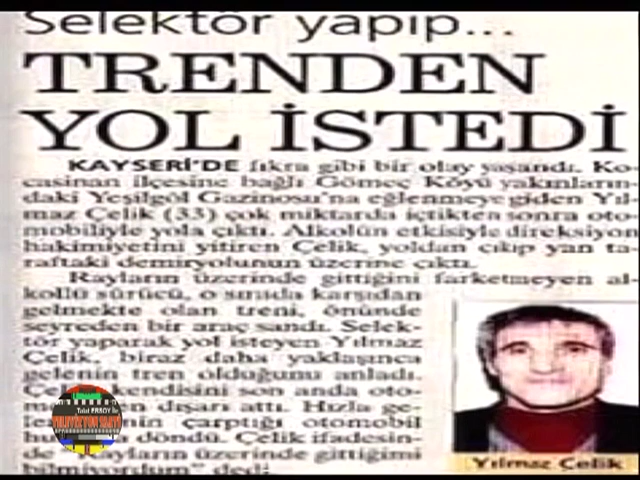 Selektör yapıp...
TRENDEN
YOL İSTEDİ
KAYSERİ'DE fıkra gibi bir olay yaşandı. Ko-
casinan ilçesine bağlı Gömeç Köyü yakınların-
daki Yeşilgöl Gazinosu'na eğlenmeye giden Yıl-
maz Çelik (33) çok miktarda içtikten sonra oto-
mobiliyle yola çıktı. Alkolün etkisiyle direksiyon
hakimiyetini yitiren Çelik, yoldan çıkıp yan ta-
raftaki demiryolunun üzerine çıktı.
Rayların üzerinde gittiğini farketmeyen al-
kollü sürücü, o sırada karşıdan
gelmekte olan treni, önünde
seyreden bir araç sandı. Selek-
tör yaparak yol isteyen Yılmaz
Çelik, biraz daha yaklaşınca
gelenin tren olduğunu anladı.
kendisini son anda oto-
dışarı attı. Hızla ge-
çarptığı otomobil
döndü. Çelik ifadesin-
de "Rayların üzerinde gittiğimi
bilmiyordum" dedi.
Yılmaz Çelik